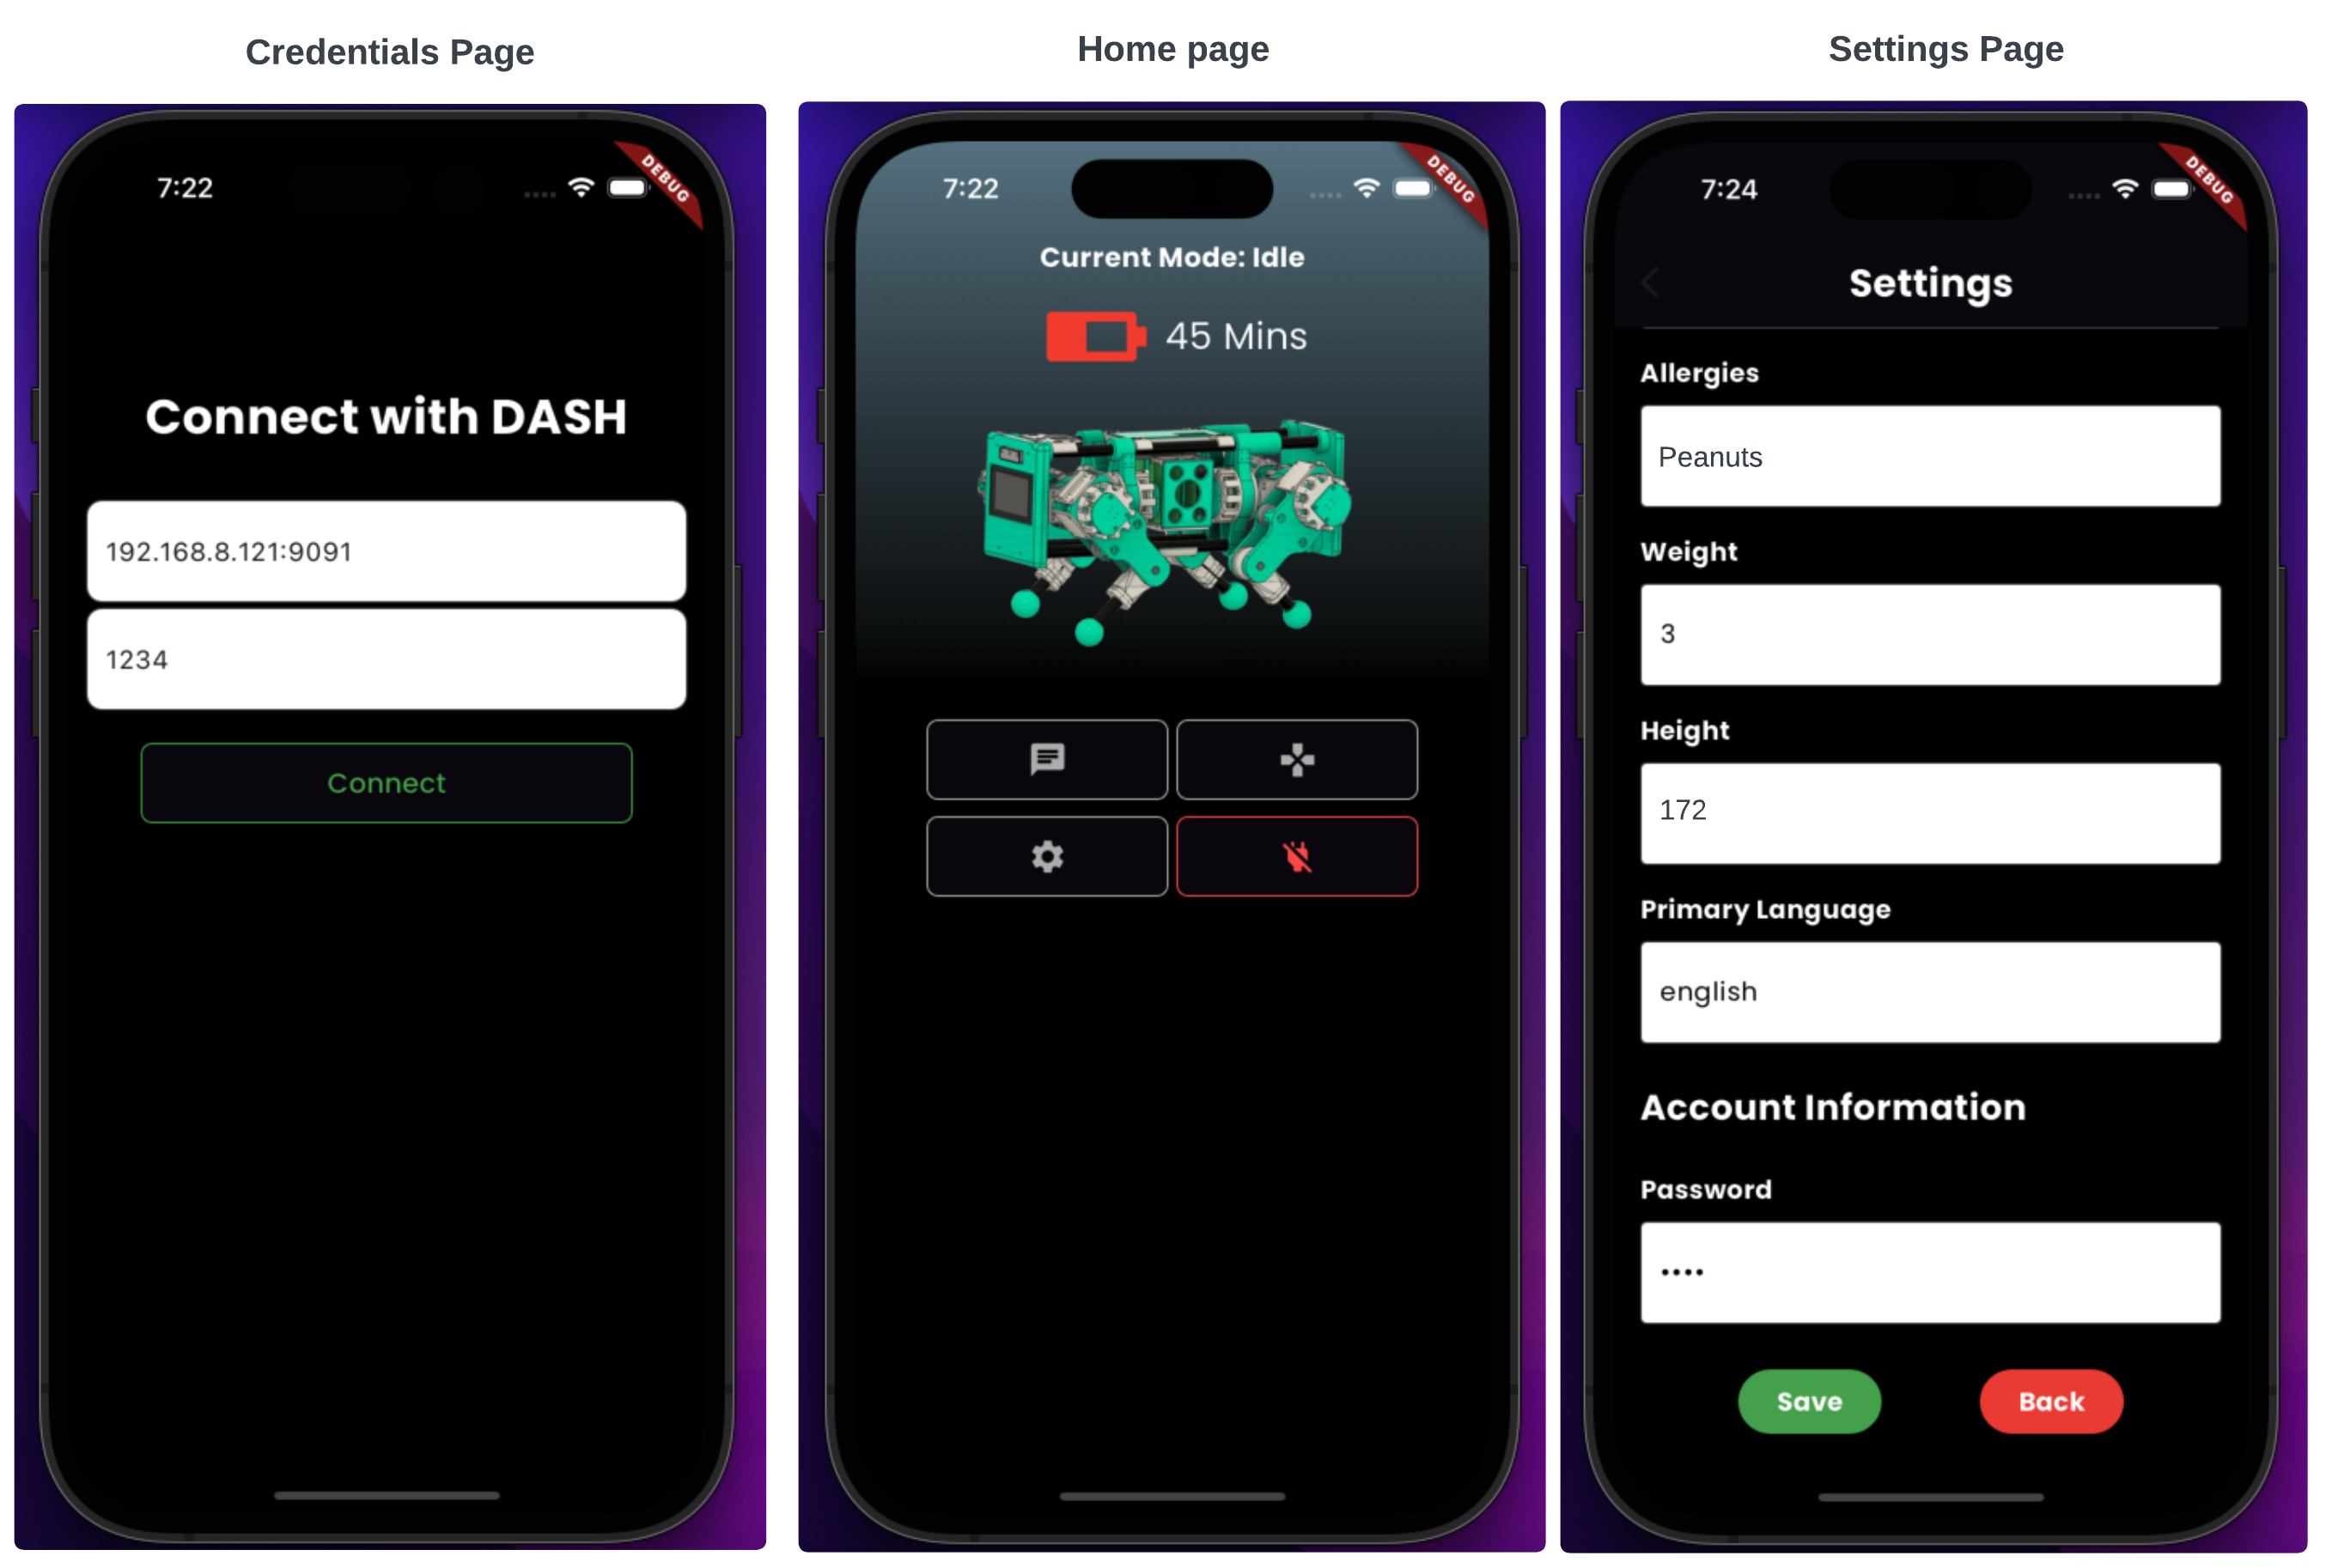 Credentials Page
7:22
DEBUG
Connect with DASH
192.168.8.121:9091
1234
Connect
Home page
7:22
DEBUG
Current Mode: Idle
45 Mins
Settings Page
7:24
DEBUG
Settings
Allergies
Peanuts
Weight
3
Height
172
Primary Language
english
Account Information
Password
••••
Save
Back